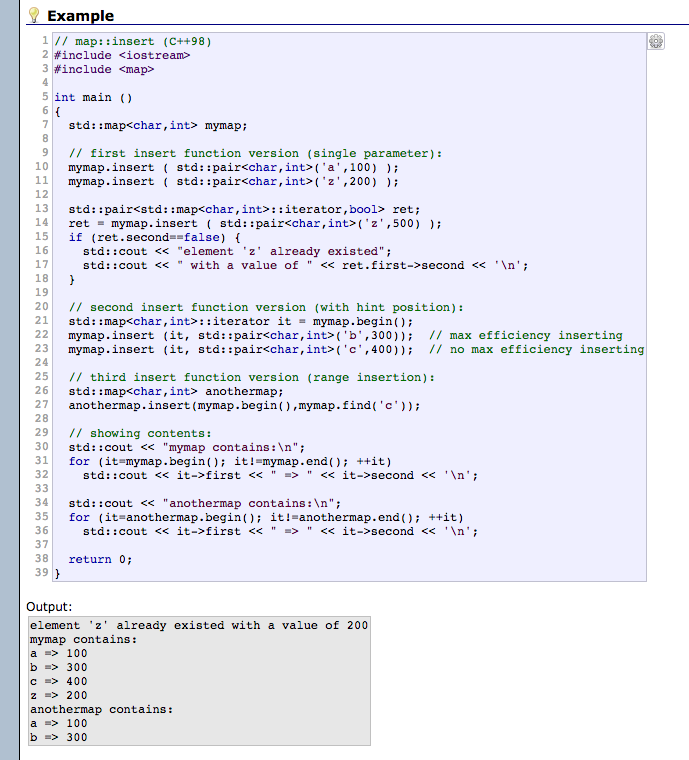 Example
1 // map::insert (C++98)
2 #include <iostream>
3 #include <map>
4
5 int main ()
6 {
7   std::map<char,int> mymap;
8
9   // first insert function version (single parameter):
10   mymap.insert ( std::pair<char,int>('a',100) );
11   mymap.insert ( std::pair<char,int>('z',200) );
12
13   std::pair<std::map<char,int>::iterator,bool> ret;
14   ret = mymap.insert ( std::pair<char,int>('z',500) );
15   if (ret.second==false) {
16     std::cout << "element 'z' already existed";
17     std::cout << " with a value of " << ret.first->second << '\n';
18   }
19
20   // second insert function version (with hint position):
21   std::map<char,int>::iterator it = mymap.begin();
22   mymap.insert (it, std::pair<char,int>('b',300));  // max efficiency inserting
23   mymap.insert (it, std::pair<char,int>('c',400));  // no max efficiency inserting
24
25   // third insert function version (range insertion):
26   std::map<char,int> anothermap;
27   anothermap.insert(mymap.begin(),mymap.find('c'));
28
29   // showing contents:
30   std::cout << "mymap contains:\n";
31   for (it=mymap.begin(); it!=mymap.end(); ++it)
32     std::cout << it->first << " => " << it->second << '\n';
33
34   std::cout << "anothermap contains:\n";
35   for (it=anothermap.begin(); it!=anothermap.end(); ++it)
36     std::cout << it->first << " => " << it->second << '\n';
37
38   return 0;
39 }
Output:
element 'z' already existed with a value of 200
mymap contains:
a => 100
b => 300
c => 400
z => 200
anothermap contains:
a => 100
b => 300